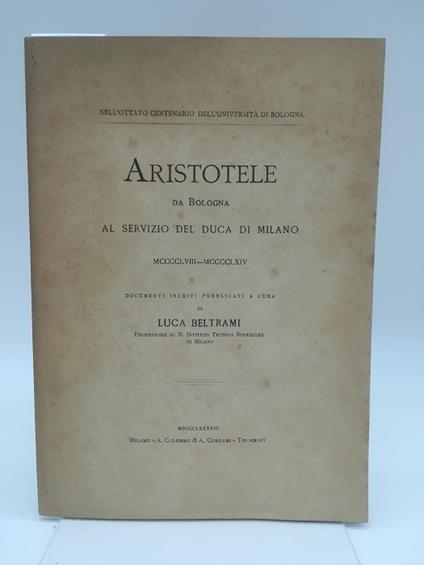 NELL'OTTAVO CENTENARIO DELL'UNIVERSITÀ DI BOLOGNA
ARISTOTELE
DA BOLOGNA
AL SERVIZIO DEL DUCA DI MILANO
MCCCCLVIII—MCCCCLXIV
DOCUMENTI INEDITI PUBBLICATI A CURA
DI
LUCA BELTRAMI
PROFESSORE AL R. ISTITUTO TECNICO SUPERIORE
DI MILANO
MDCCCLXXXVIII
MILANO - A. COLOMBO & A. CORDANI - TIPOGRAFI